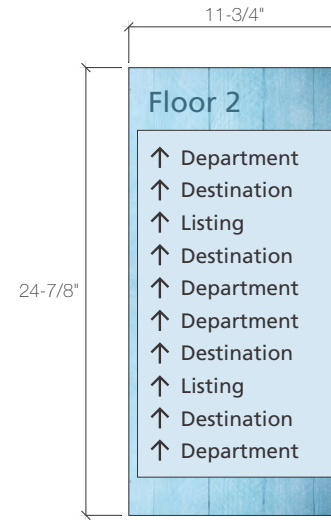 11-3/4"
Floor 2
↑ Department
↑ Destination
↑ Listing
↑ Destination
24-7/8"
↑ Department
↑ Department
↑ Destination
↑ Listing
↑ Destination
↑ Department